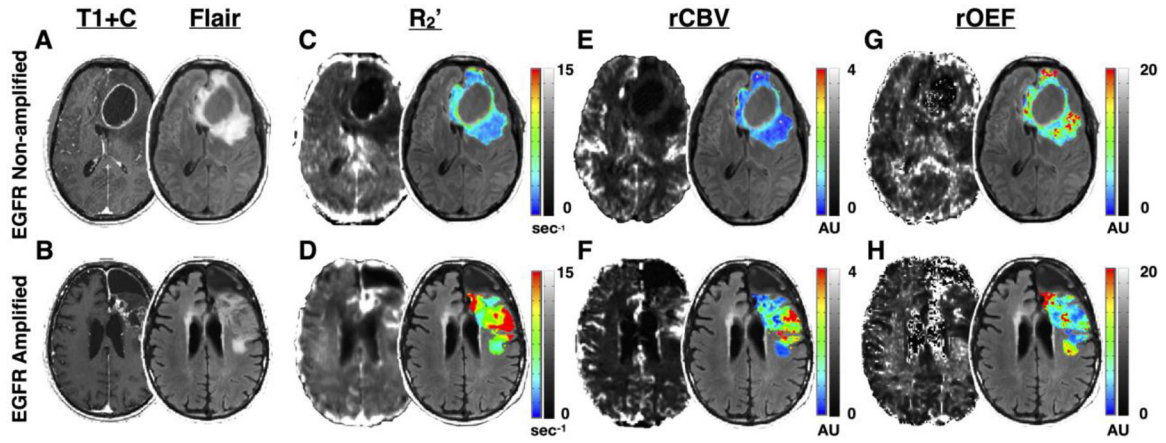 T1+C Flair R₂’ rCBV rOEF
EGFR Non-amplified
A C E G
15 4 20
0 0 0
sec⁻¹ AU AU
EGFR Amplified
B D F H
15 4 20
0 0 0
sec⁻¹ AU AU